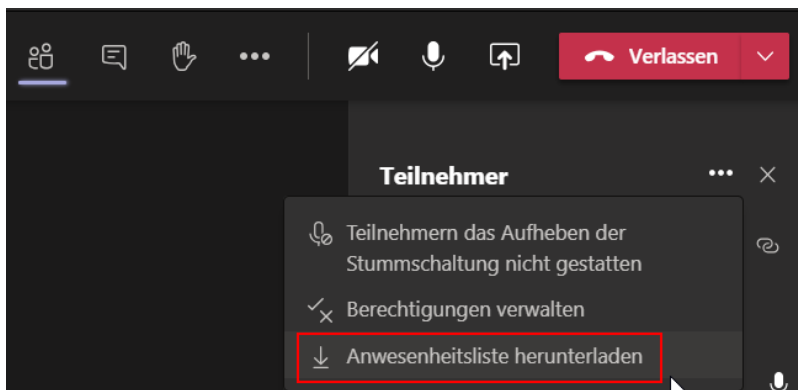 Verlassen
Teilnehmer
Teilnehmern das Aufheben der
Stummschaltung nicht gestatten
Berechtigungen verwalten
Anwesenheitsliste herunterladen